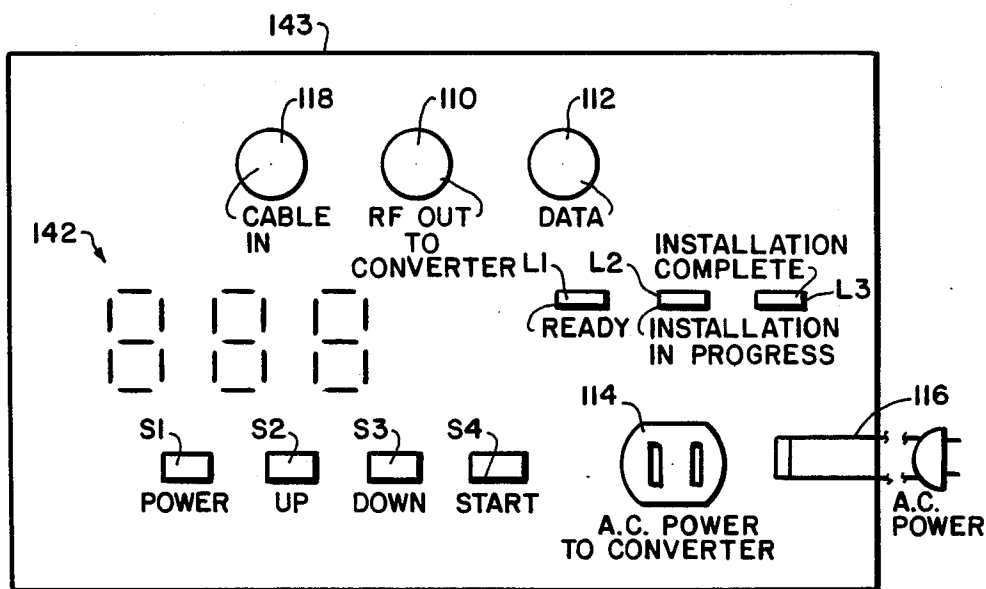 143
118
110
112
CABLE
IN
RF OUT
TO
CONVERTER
DATA
142
L1
READY
L2
INSTALLATION
IN PROGRESS
INSTALLATION
COMPLETE
L3
S1
POWER
S2
UP
S3
DOWN
S4
START
114
A.C. POWER
TO CONVERTER
116
A.C.
POWER